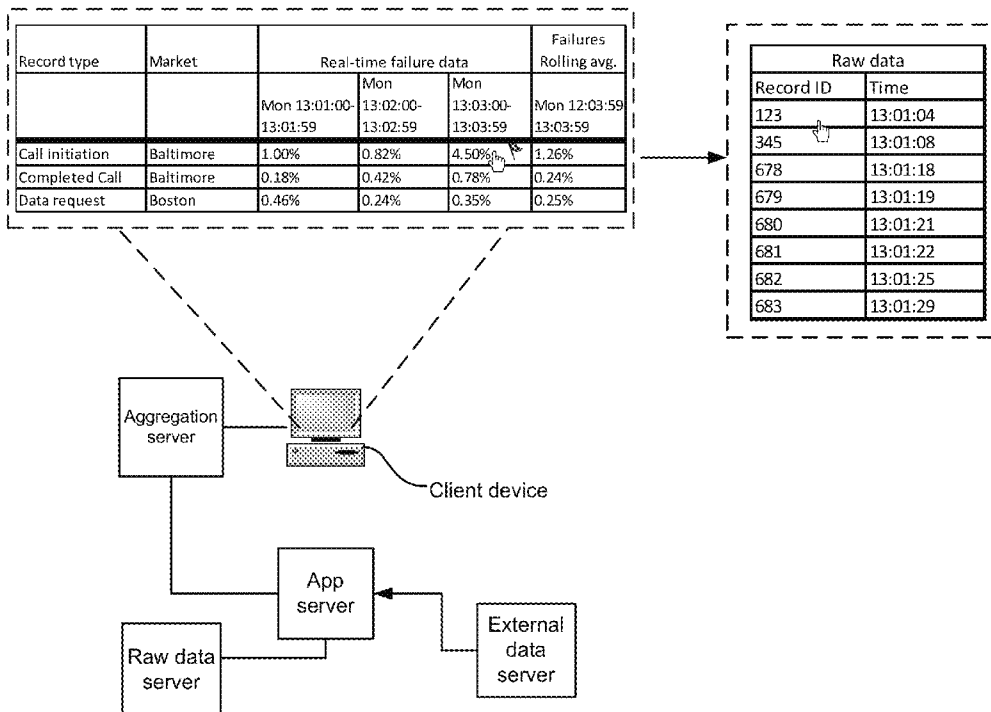 Failures
Record type Market Real-time failure data Rolling avg.
Mon Mon
Mon 13:01:00- 13:02:00- 13:03:00- Mon 12:03:59
13:01:59 13:02:59 13:03:59 13:03:59
Call initiation Baltimore 1.00% 0.82% 4.50% 1.26%
Completed Call Baltimore 0.18% 0.42% 0.78% 0.24%
Data request Boston 0.46% 0.24% 0.35% 0.25%
Raw data
Record ID Time
123 13:01:04
345 13:01:08
678 13:01:18
679 13:01:19
680 13:01:21
681 13:01:22
682 13:01:25
683 13:01:29
Aggregation
server
Client device
App
server
External
data
server
Raw data
server